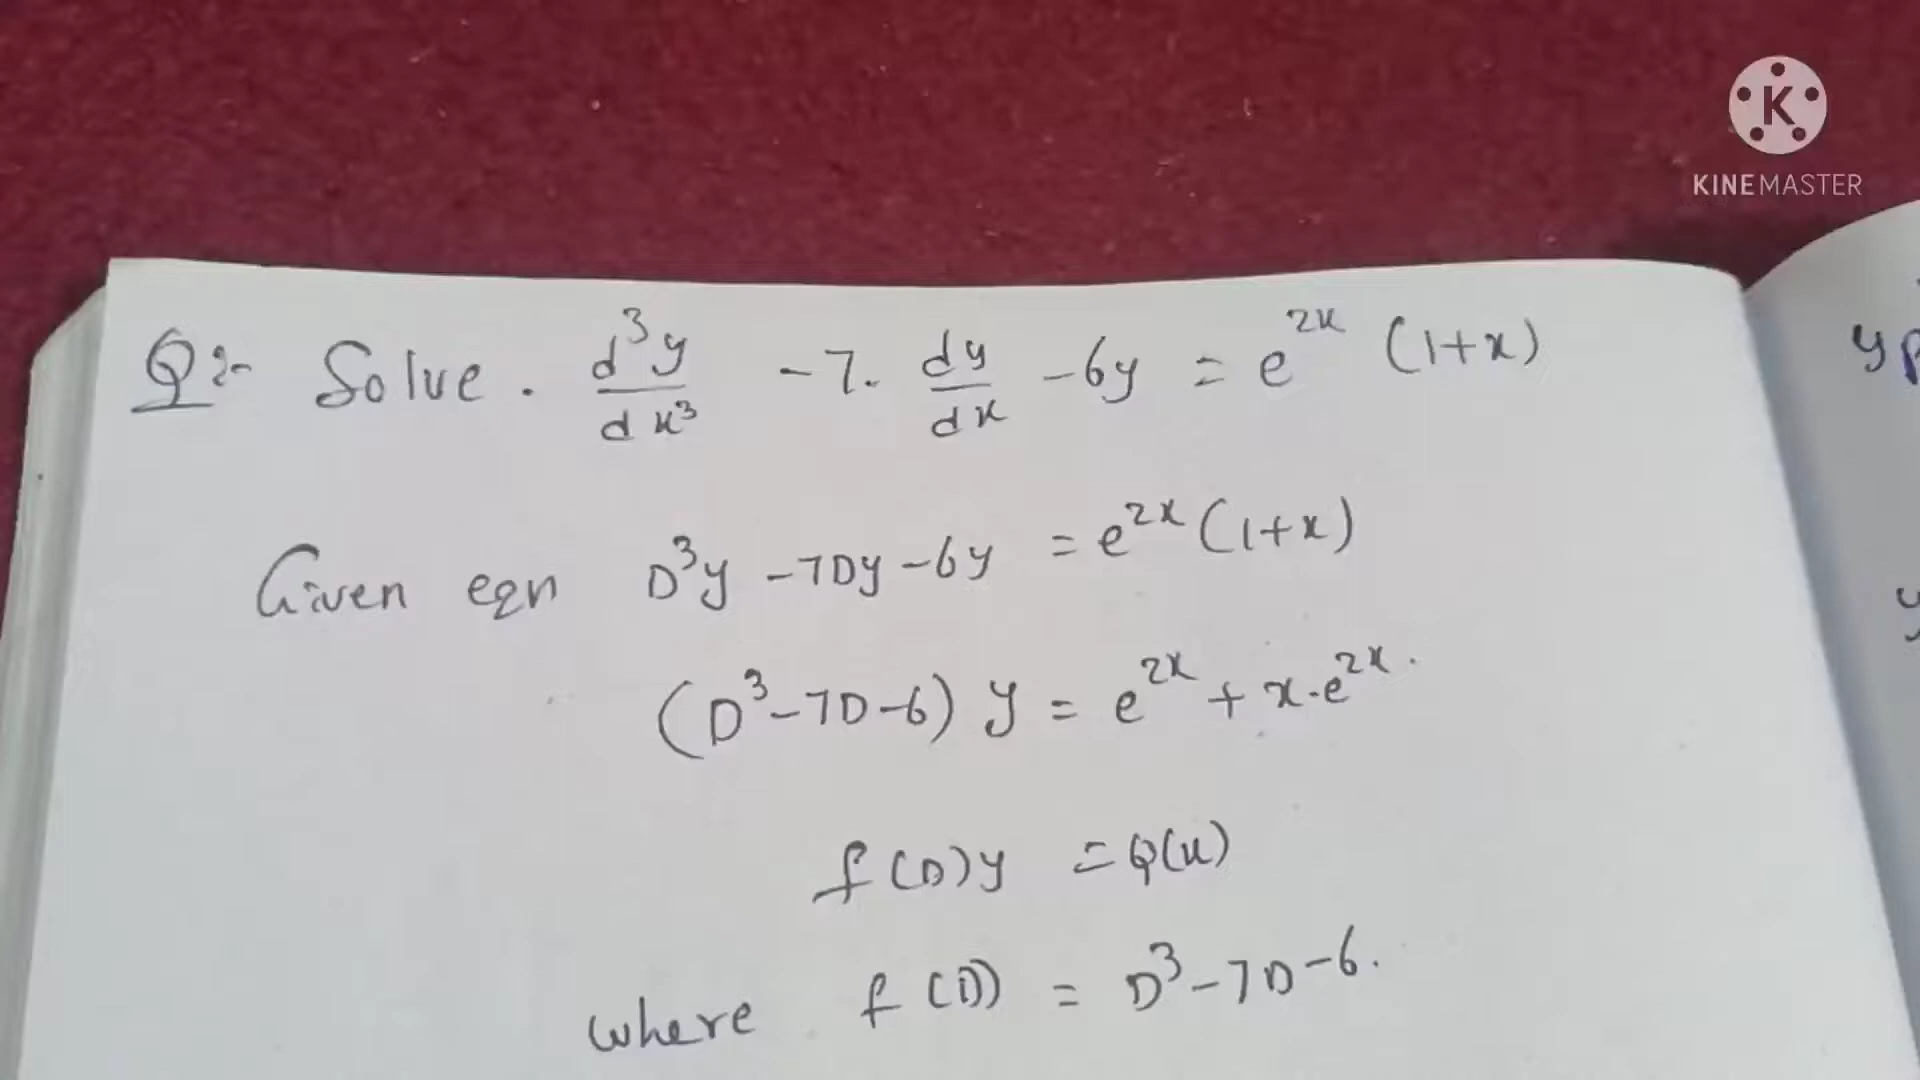 KINEMASTER
Q:- Solve. d³y/dx³ -7. dy/dx -6y = e^{2x} (1+x)
Given eqn D³y -7Dy -6y = e^{2x} (1+x)
(D³-7D-6) y = e^{2x} + x.e^{2x}.
f(D)y = Q(x)
where f(D) = D³-7D-6.
yp